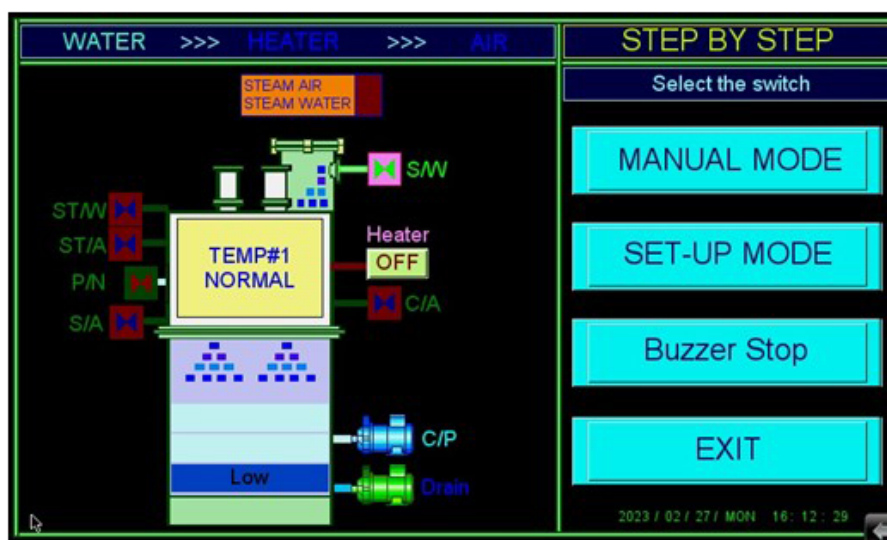 WATER >>> HEATER >>> AIR
STEP BY STEP
Select the switch
STEAM AIR
STEAM WATER
S/W
ST/W
ST/A
P/N
S/A
TEMP#1
NORMAL
Heater
OFF
C/A
C/P
Low
Drain
MANUAL MODE
SET-UP MODE
Buzzer Stop
EXIT
2023 / 02 / 27 / MON 16 : 12 : 29